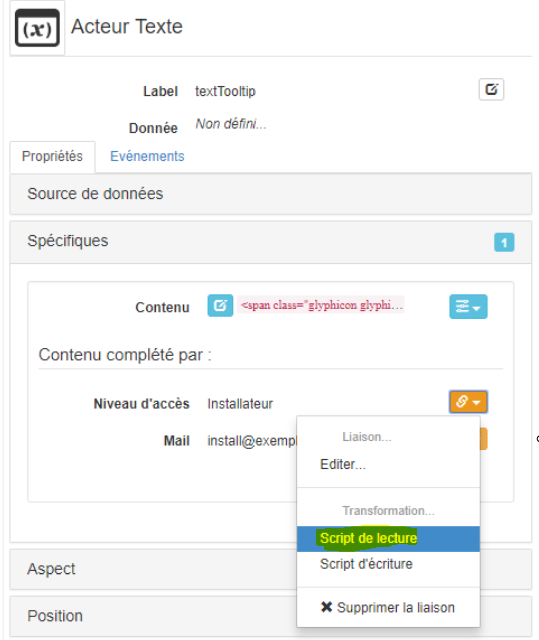 (x) Acteur Texte
Label textTooltip
Donnée Non défini...
Propriétés Evénements
Source de données
Spécifiques 1
Contenu <span class="glyphicon glyphi...
Contenu complété par :
Niveau d'accès Installateur
Mail install@exempl
Liaison...
Editer...
Transformation...
Script de lecture
Script d'écriture
Supprimer la liaison
Aspect
Position